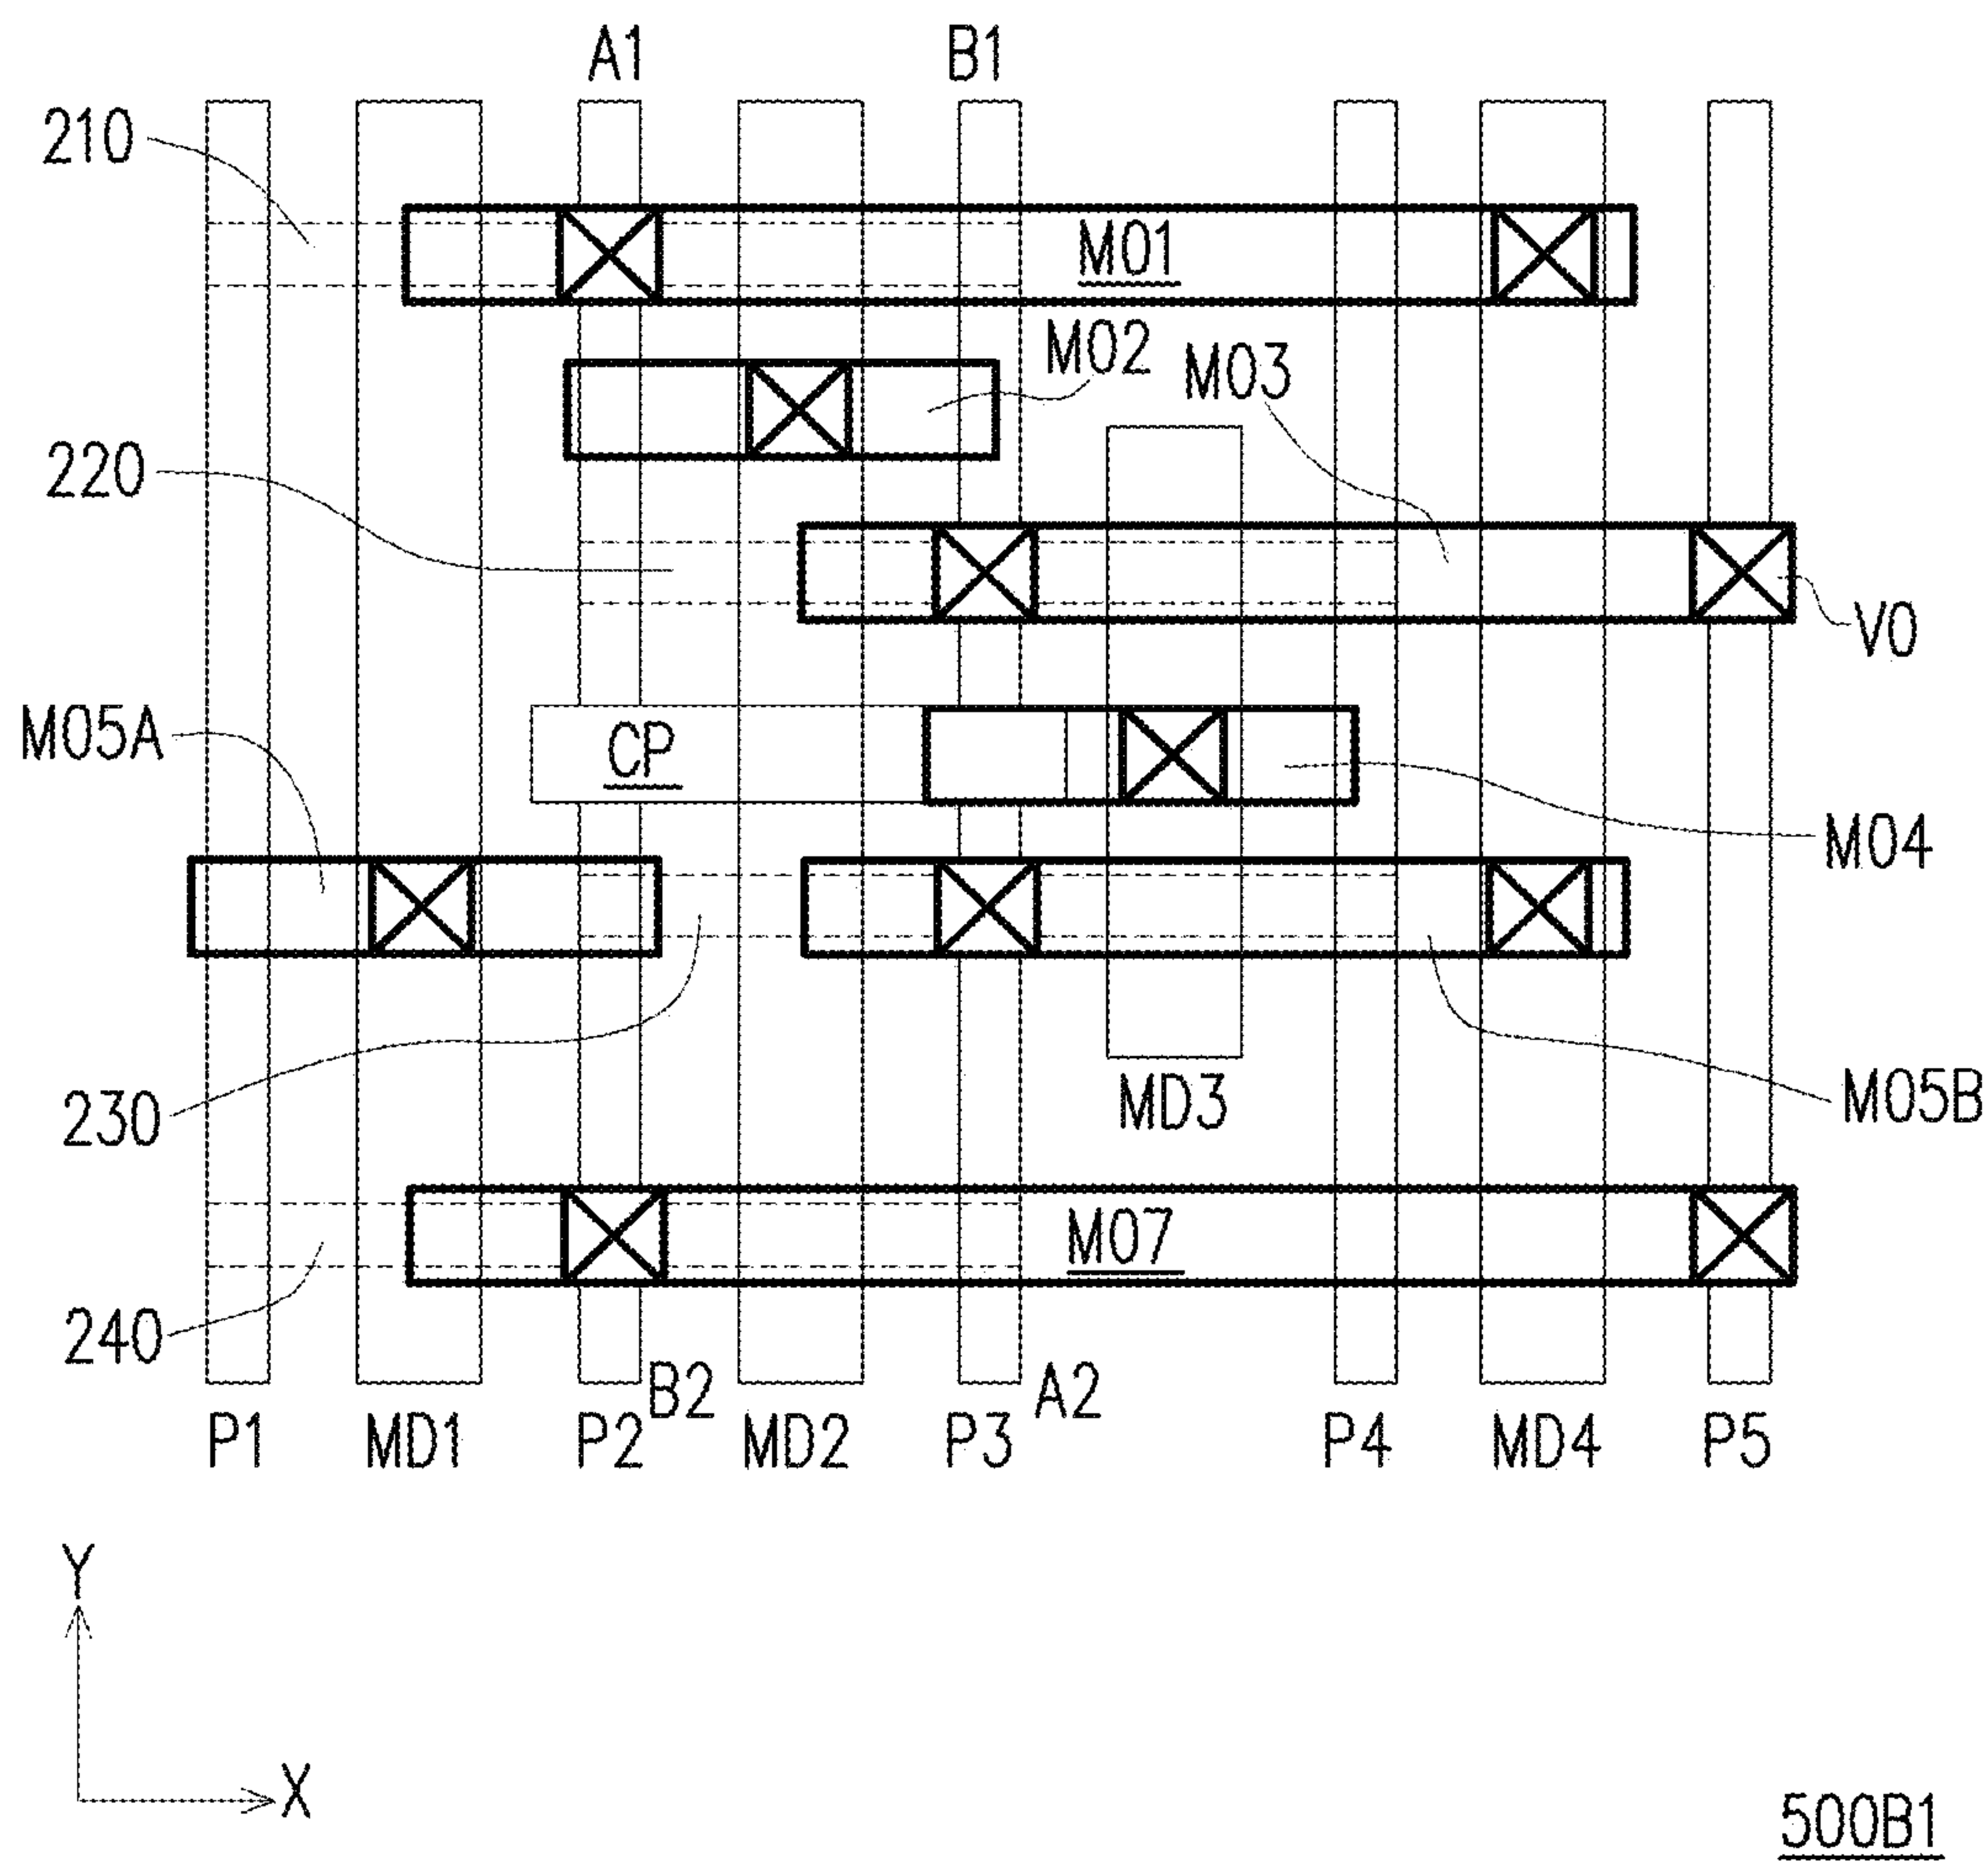 A1 B1
210
M01
M02 M03
220
V0
M05A CP
M04
230 MD3 M05B
M07
240
B2 A2
P1 MD1 P2 MD2 P3 P4 MD4 P5
Y
X
500B1